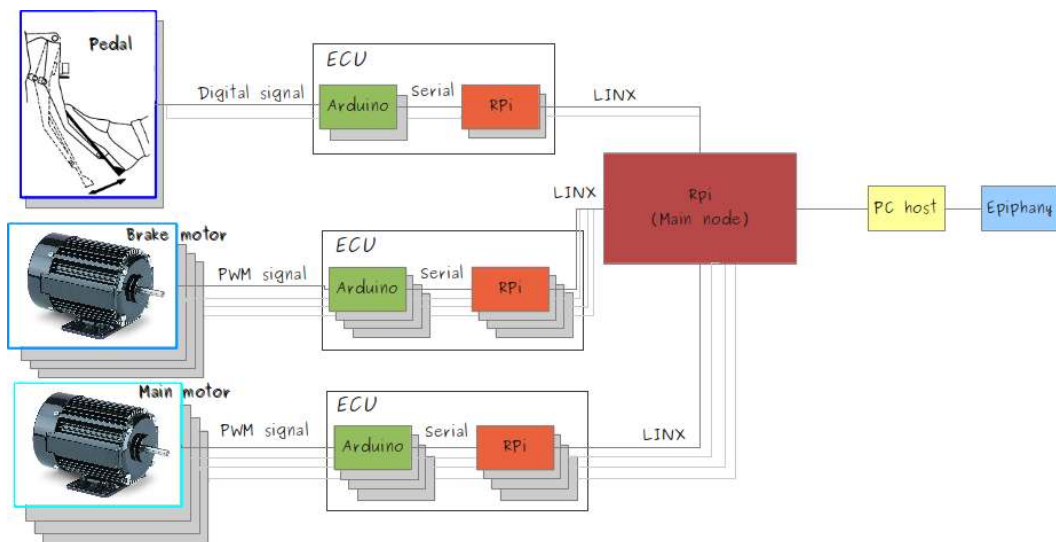 Pedal
Digital signal
ECU
Arduino
Serial
RPi
LINX
Brake motor
PWM signal
ECU
Arduino
Serial
RPi
LINX
Rpi
(Main node)
PC host
Epiphany
Main motor
PWM signal
ECU
Arduino
Serial
RPi
LINX